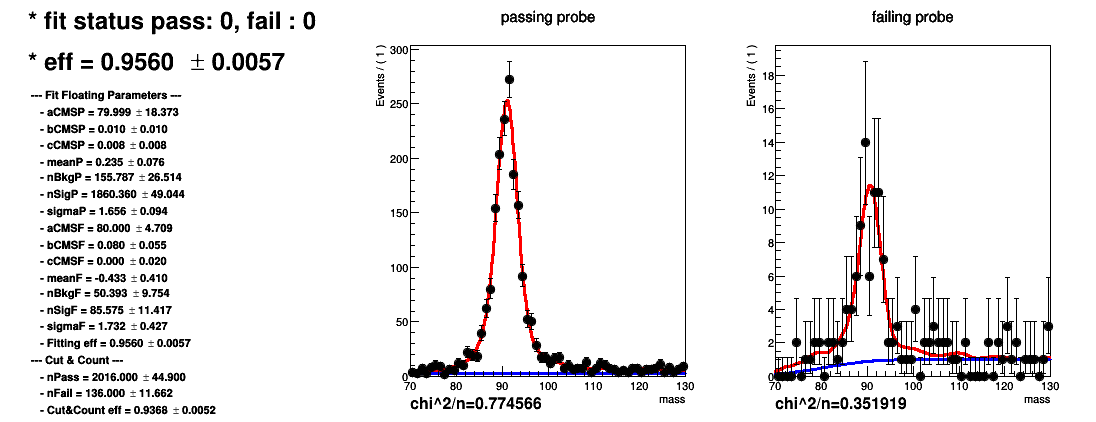 * fit status pass: 0, fail : 0
* eff = 0.9560 ± 0.0057
--- Fit Floating Parameters ---
- aCMSP = 79.999 ± 18.373
- bCMSP = 0.010 ± 0.010
- cCMSP = 0.008 ± 0.008
- meanP = 0.235 ± 0.076
- nBkgP = 155.787 ± 26.514
- nSigP = 1860.360 ± 49.044
- sigmaP = 1.656 ± 0.094
- aCMSF = 80.000 ± 4.709
- bCMSF = 0.080 ± 0.055
- cCMSF = 0.000 ± 0.020
- meanF = -0.433 ± 0.410
- nBkgF = 50.393 ± 9.754
- nSigF = 85.575 ± 11.417
- sigmaF = 1.732 ± 0.427
- Fitting eff = 0.9560 ± 0.0057
--- Cut & Count ---
- nPass = 2016.000 ± 44.900
- nFail = 136.000 ± 11.662
- Cut&Count eff = 0.9368 ± 0.0052
passing probe
Events / ( 1 )
300
250
200
150
100
50
0
70 80 90 100 110 120 130
mass
chi^2/n=0.774566
failing probe
Events / ( 1 )
18
16
14
12
10
8
6
4
2
0
70 80 90 100 110 120 130
mass
chi^2/n=0.351919